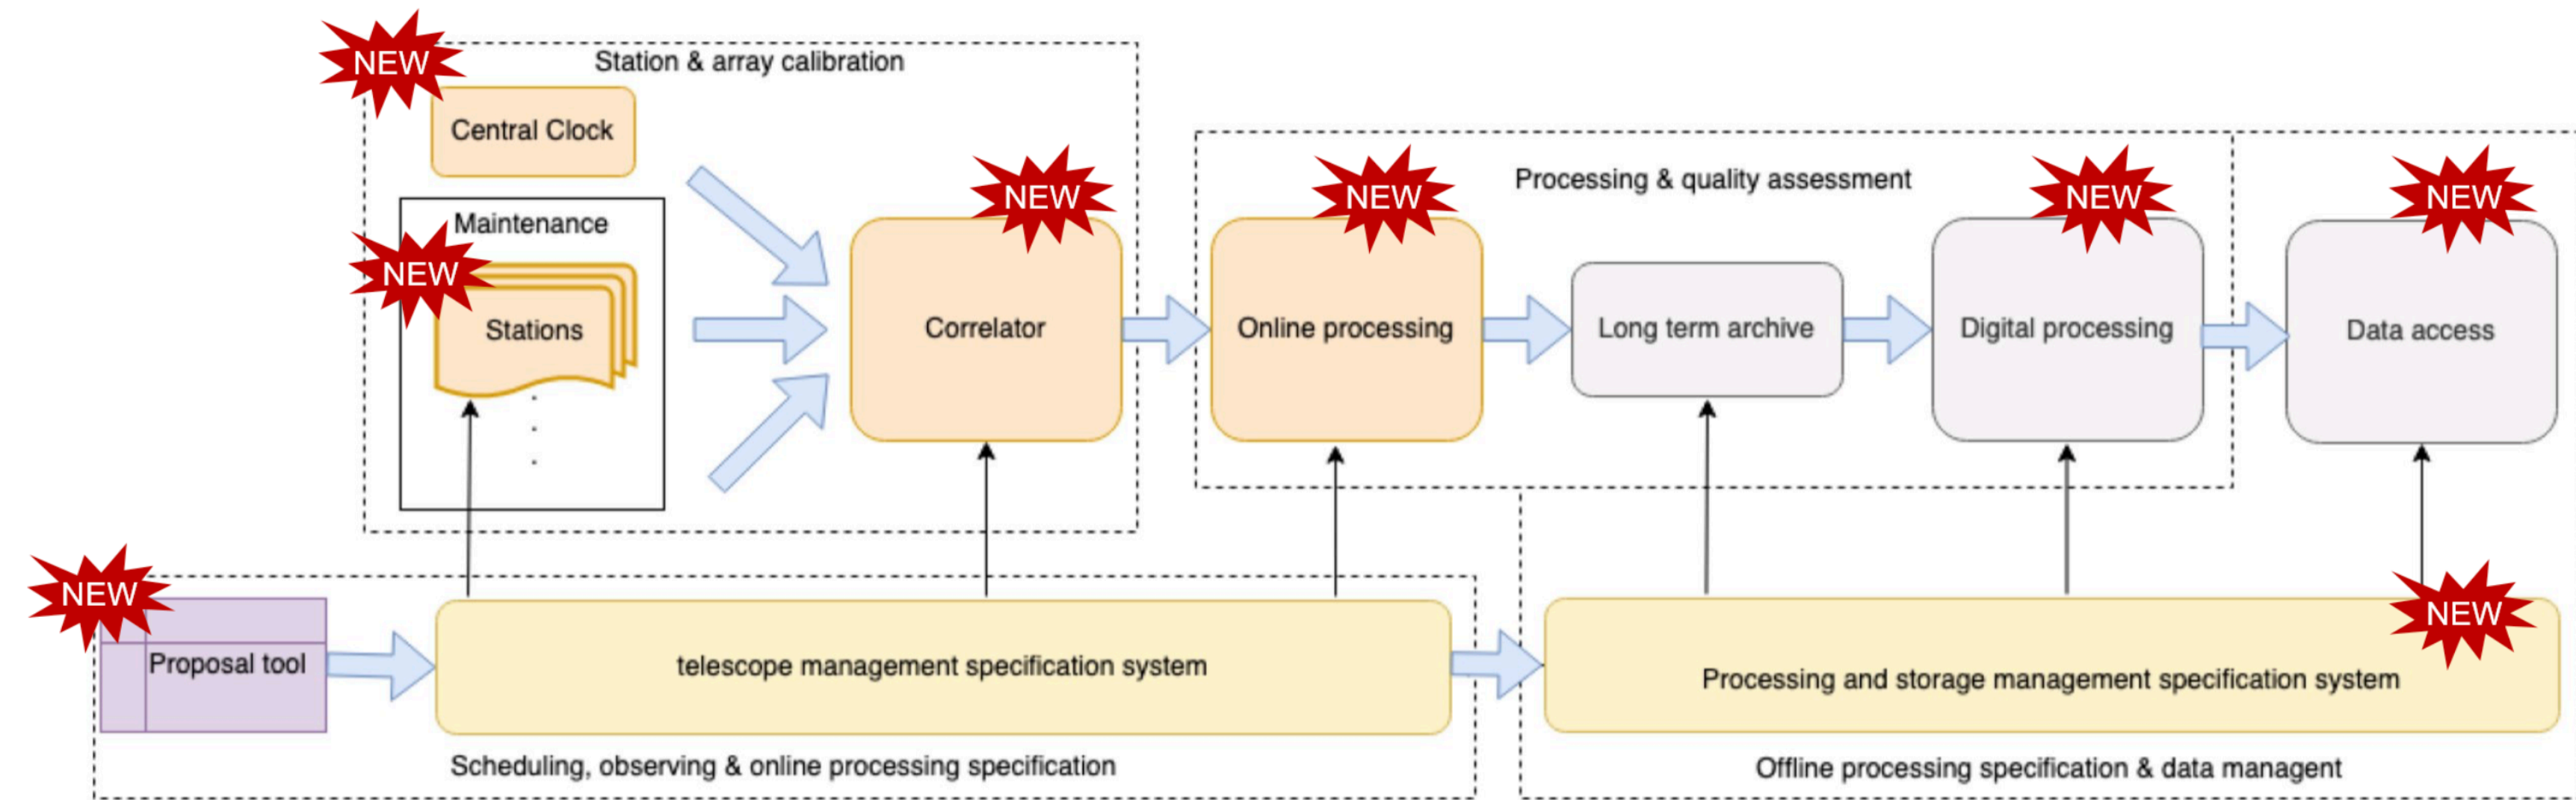 NEW
Station & array calibration
Central Clock
Maintenance
NEW
Stations
NEW
Correlator
Processing & quality assessment
NEW
Online processing
Long term archive
NEW
Digital processing
NEW
Data access
NEW
Proposal tool
telescope management specification system
Scheduling, observing & online processing specification
NEW
Processing and storage management specification system
Offline processing specification & data managent